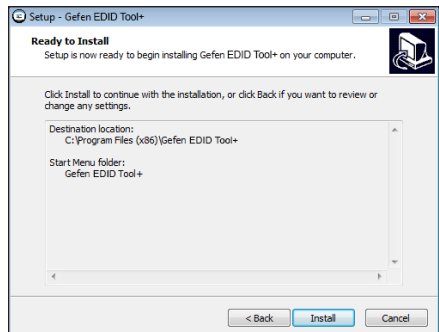 Setup - Gefen EDID Tool+
Ready to Install
Setup is now ready to begin installing Gefen EDID Tool+ on your computer.
Click Install to continue with the installation, or click Back if you want to review or
change any settings.
Destination location:
C:\Program Files (x86)\Gefen EDID Tool+
Start Menu folder:
Gefen EDID Tool+
< Back
Install
Cancel